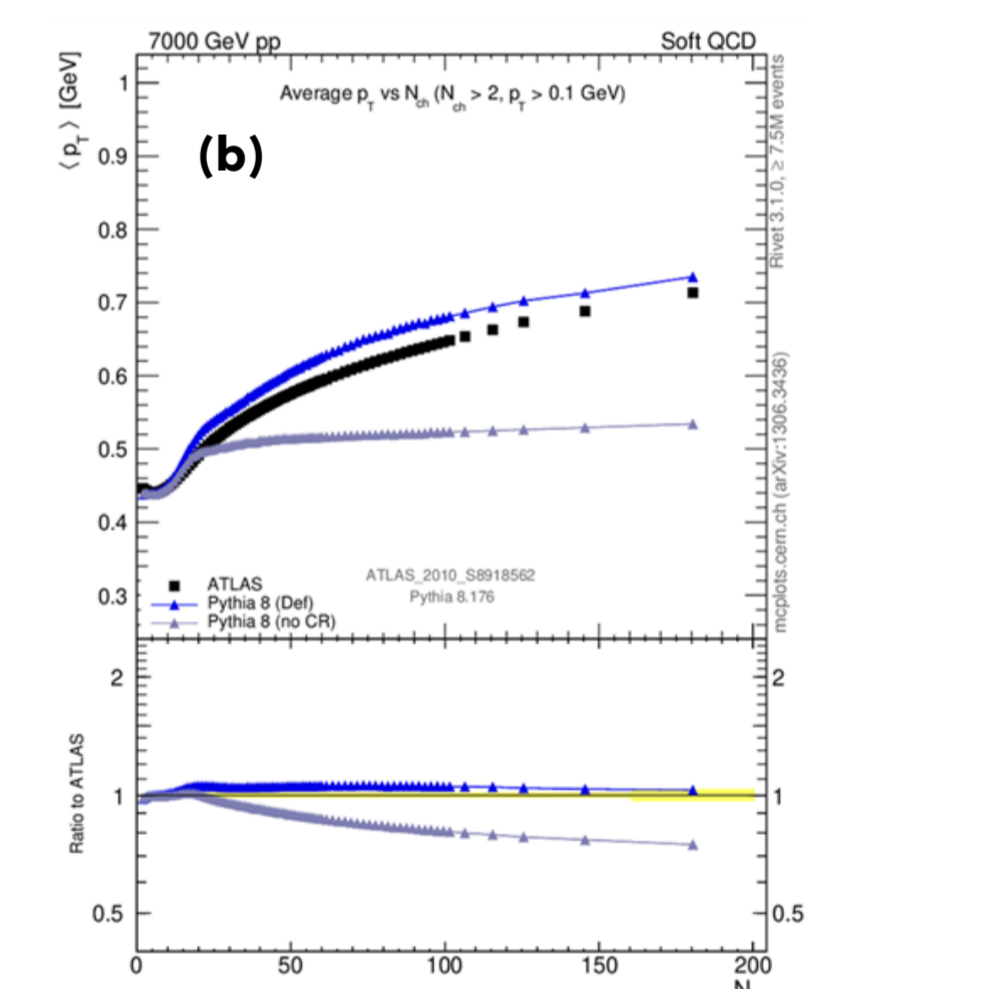 7000 GeV pp
Soft QCD
⟨ p_T ⟩ [GeV]
Average p_T vs N_ch (N_ch > 2, p_T > 0.1 GeV)
(b)
1
0.9
0.8
0.7
0.6
0.5
0.4
0.3
ATLAS
Pythia 8 (Def)
Pythia 8 (no CR)
ATLAS_2010_S8918562
Pythia 8.176
Rivet 3.1.0, ≥ 7.5M events
mcplots.cern.ch (arXiv:1306.3436)
Ratio to ATLAS
2
1
0.5
2
1
0.5
0
50
100
150
200